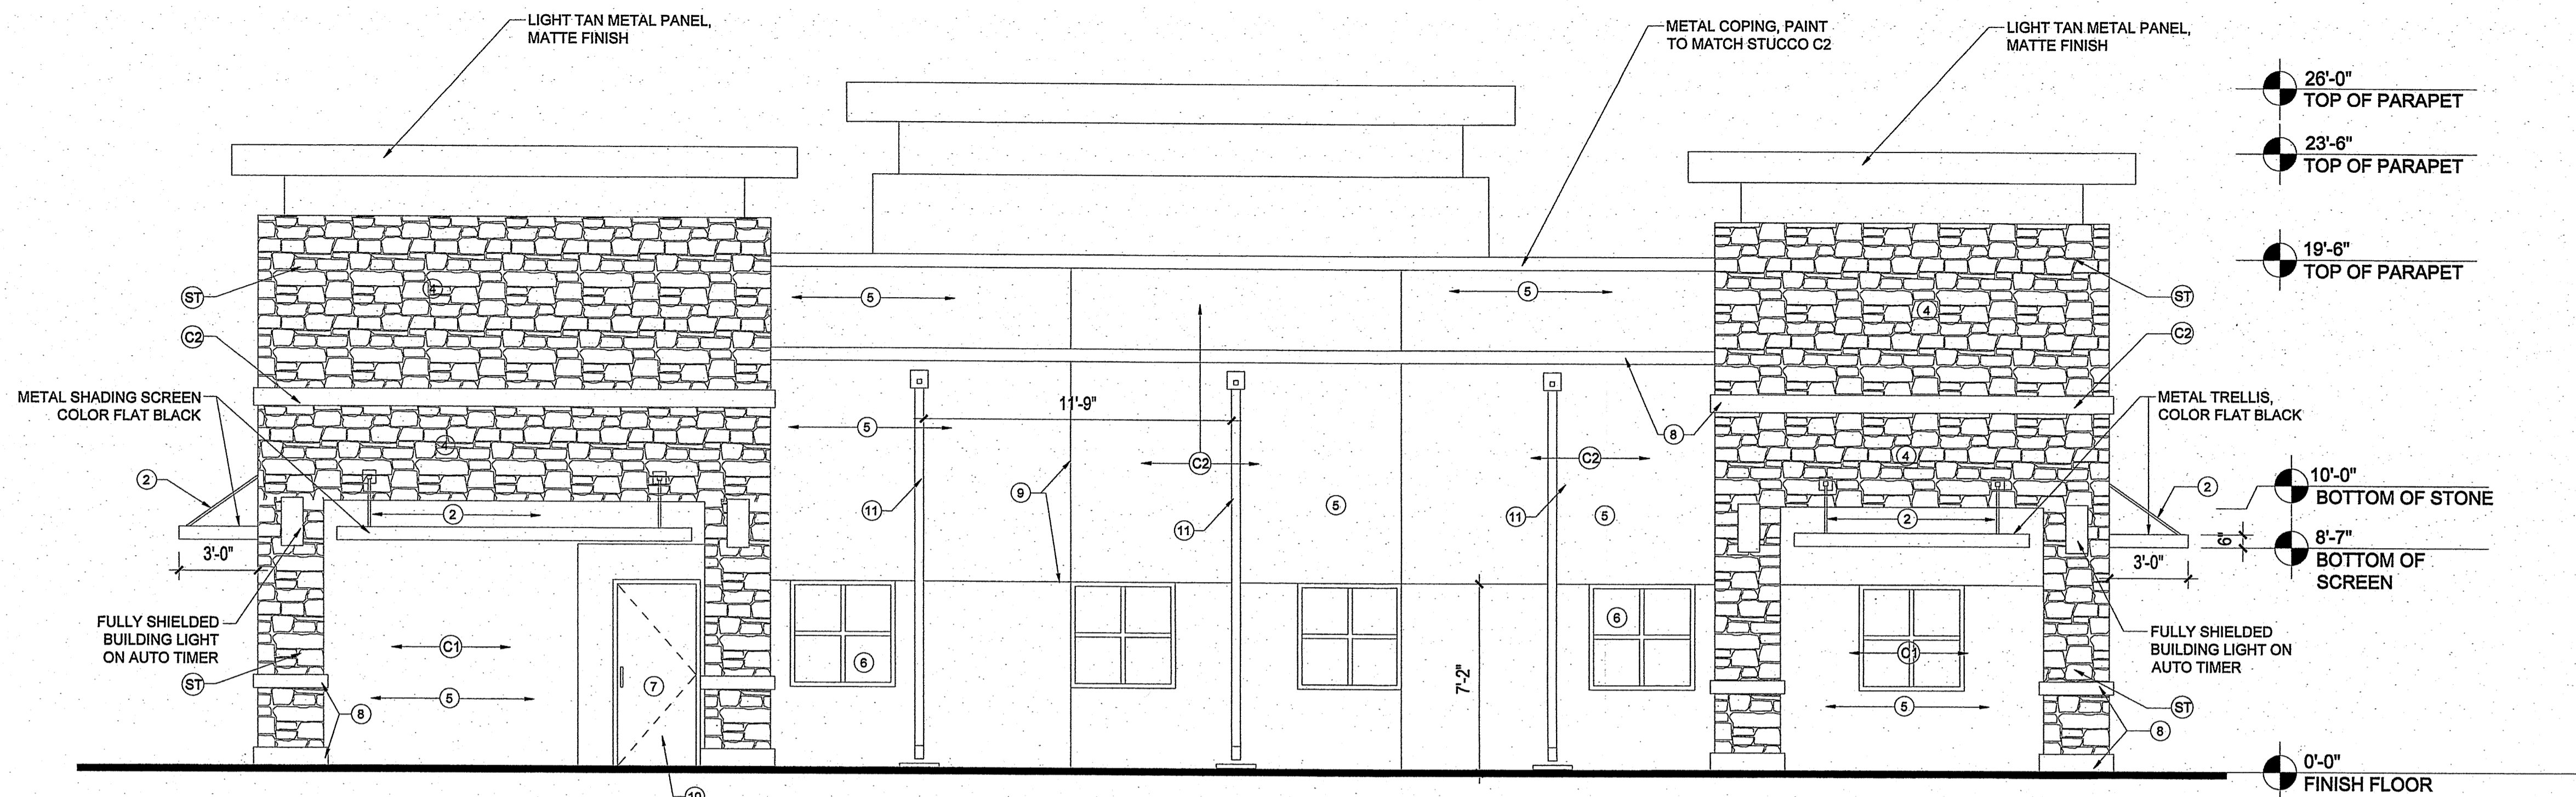 LIGHT TAN METAL PANEL,
MATTE FINISH
METAL COPING, PAINT
TO MATCH STUCCO C2
LIGHT TAN METAL PANEL,
MATTE FINISH
26'-0"
TOP OF PARAPET
23'-6"
TOP OF PARAPET
19'-6"
TOP OF PARAPET
ST
4
5
5
4
ST
C2
C2
METAL SHADING SCREEN
COLOR FLAT BLACK
11'-9"
METAL TRELLIS,
COLOR FLAT BLACK
4
5
8
4
C2
C2
2
9
2
10'-0"
BOTTOM OF STONE
2
11
11
5
11
5
2
8'-7"
BOTTOM OF
SCREEN
6"
3'-0"
3'-0"
FULLY SHIELDED
BUILDING LIGHT
ON AUTO TIMER
6
FULLY SHIELDED
BUILDING LIGHT ON
AUTO TIMER
C1
6
C1
ST
5
7
7'-2"
5
ST
8
8
0'-0"
FINISH FLOOR
10